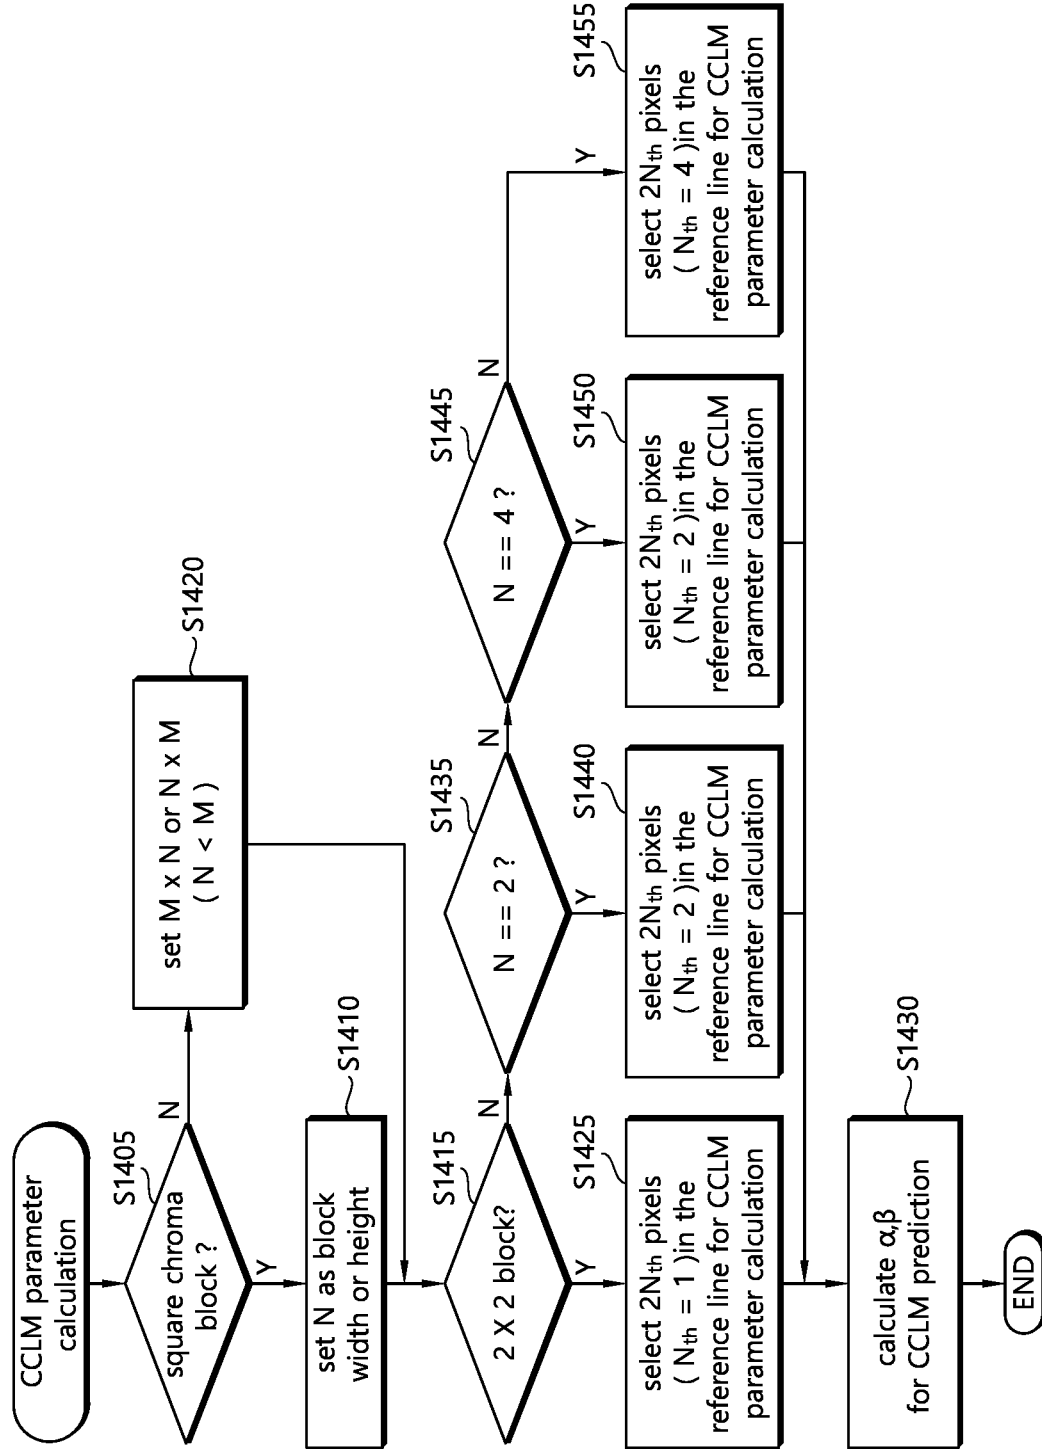 CCLM parameter
calculation
S1405
square chroma
block ?
N
Y
S1420
set M x N or N x M
( N < M )
S1410
set N as block
width or height
S1415
2 X 2 block?
N
Y
S1435
N == 2 ?
N
Y
S1445
N == 4 ?
N
Y
Y
S1425
select 2Nth pixels
( Nth = 1 )in the
reference line for CCLM
parameter calculation
S1440
select 2Nth pixels
( Nth = 2 )in the
reference line for CCLM
parameter calculation
S1450
select 2Nth pixels
( Nth = 2 )in the
reference line for CCLM
parameter calculation
S1455
select 2Nth pixels
( Nth = 4 )in the
reference line for CCLM
parameter calculation
S1430
calculate α,β
for CCLM prediction
END